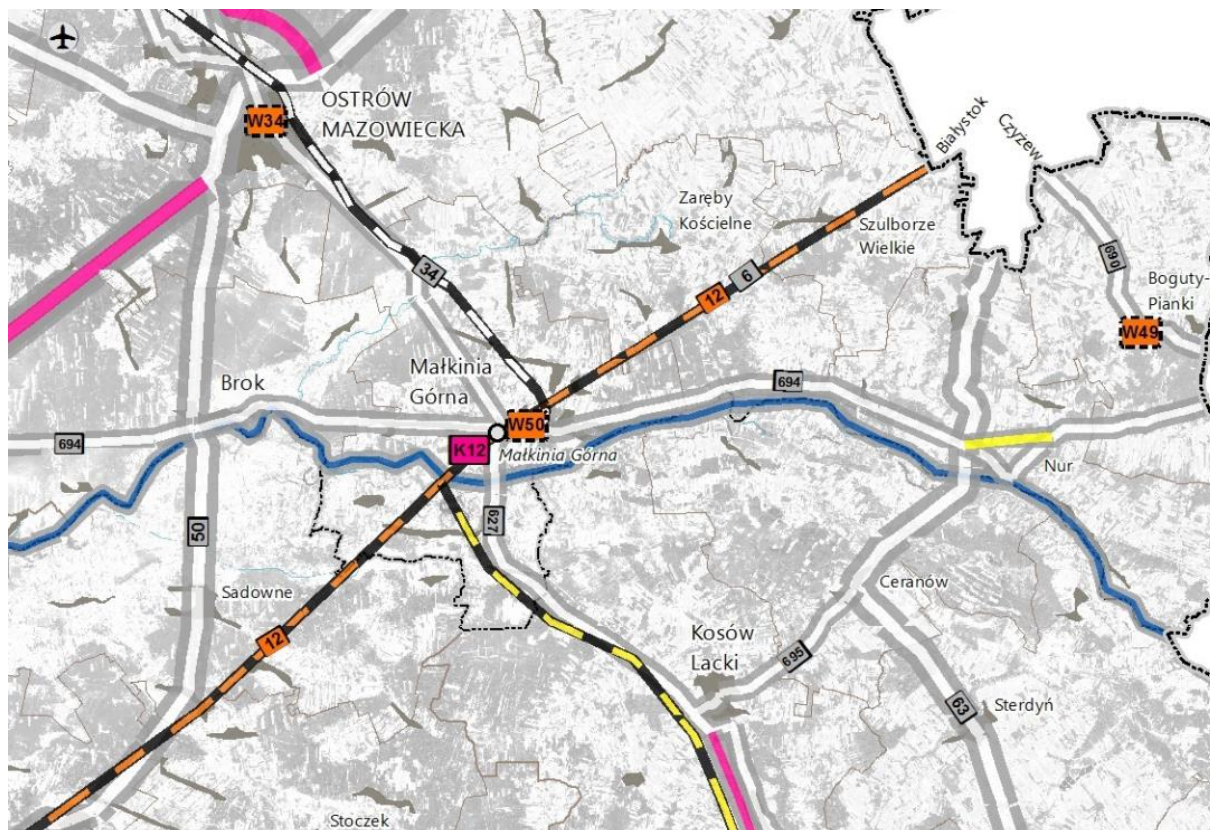 OSTRÓW
MAZOWIECKA
W34
Białystok
Czyżew
Zaręby
Kościelne
Szulborze
Wielkie
690
34
6
12
Boguty-
Pianki
W49
Małkinia
Górna
Brok
694
W50
694
K12
Małkinia Górna
Nur
627
50
Sadowne
Ceranów
12
Kosów
Lacki
695
63
Sterdyń
Stoczek